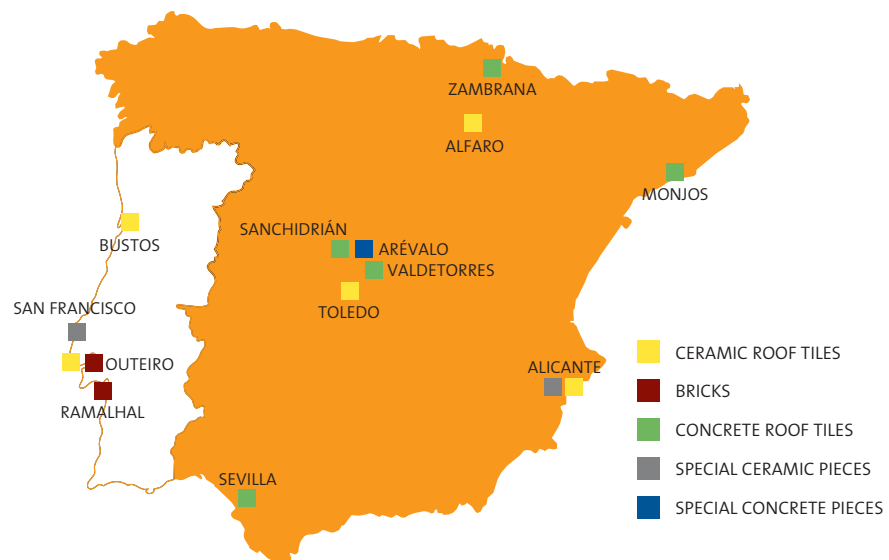 ZAMBRANA
ALFARO
MONJOS
BUSTOS
SANCHIDRIÁN
ARÉVALO
VALDETORRES
TOLEDO
SAN FRANCISCO
OUTEIRO
RAMALHAL
ALICANTE
SEVILLA
CERAMIC ROOF TILES
BRICKS
CONCRETE ROOF TILES
SPECIAL CERAMIC PIECES
SPECIAL CONCRETE PIECES